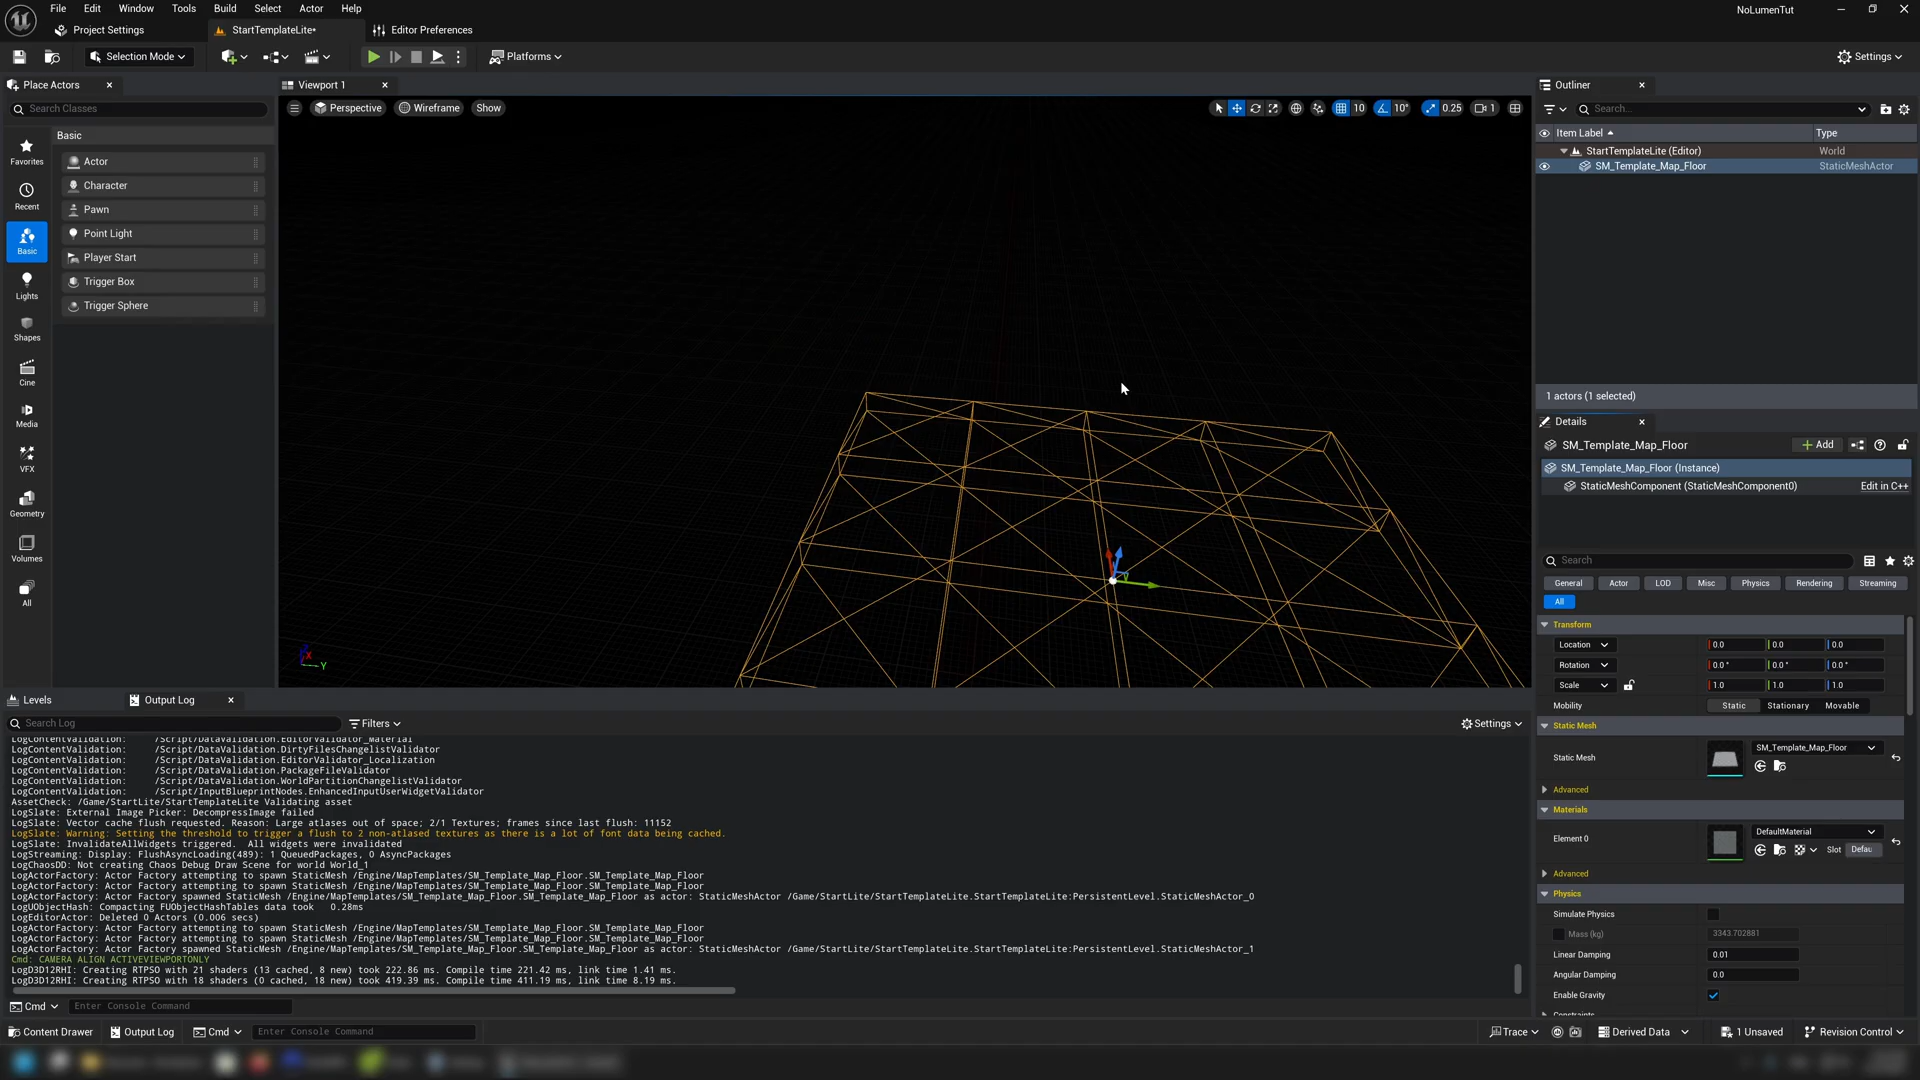 File Edit Window Tools Build Select Actor Help
NoLumenTut
Project Settings
StartTemplateLite•
Editor Preferences
Selection Mode
Platforms
Settings
Place Actors
Search Classes
Favorites
Recent
Basic
Lights
Shapes
Cine
Media
VFX
Geometry
Volumes
All
Basic
Actor
Character
Pawn
Point Light
Player Start
Trigger Box
Trigger Sphere
Viewport 1
Perspective
Wireframe
Show
10
10°
0.25
1
X
Y
Outliner
Search...
Item Label
Type
StartTemplateLite (Editor)
World
SM_Template_Map_Floor
StaticMeshActor
1 actors (1 selected)
Details
SM_Template_Map_Floor
Add
SM_Template_Map_Floor (Instance)
StaticMeshComponent (StaticMeshComponent0)
Edit in C++
Search
General Actor LOD Misc Physics Rendering Streaming
All
Transform
Location 0.0 0.0 0.0
Rotation 0.0° 0.0° 0.0°
Scale 1.0 1.0 1.0
Mobility Static Stationary Movable
Static Mesh
Static Mesh
SM_Template_Map_Floor
Advanced
Materials
Element 0
DefaultMaterial
Slot Defau
Advanced
Physics
Simulate Physics
Mass (kg) 3343.702881
Linear Damping 0.01
Angular Damping 0.0
Enable Gravity
Constraints
Levels
Output Log
Search Log
Filters
Settings
LogContentValidation: /Script/DataValidation.EditorValidator_Material
LogContentValidation: /Script/DataValidation.DirtyFilesChangelistValidator
LogContentValidation: /Script/DataValidation.EditorValidator_Localization
LogContentValidation: /Script/DataValidation.PackageFileValidator
LogContentValidation: /Script/DataValidation.WorldPartitionChangelistValidator
LogContentValidation: /Script/InputBlueprintNodes.EnhancedInputUserWidgetValidator
AssetCheck: /Game/StartLite/StartTemplateLite Validating asset
LogSlate: External Image Picker: DecompressImage failed
LogSlate: Vector cache flush requested. Reason: Large atlases out of space; 2/1 Textures; frames since last flush: 11152
LogSlate: Warning: Setting the threshold to trigger a flush to 2 non-atlased textures as there is a lot of font data being cached.
LogSlate: InvalidateAllWidgets triggered. All widgets were invalidated
LogStreaming: Display: FlushAsyncLoading(489): 1 QueuedPackages, 0 AsyncPackages
LogChaosDD: Not creating Chaos Debug Draw Scene for world World_1
LogActorFactory: Actor Factory attempting to spawn StaticMesh /Engine/MapTemplates/SM_Template_Map_Floor.SM_Template_Map_Floor
LogActorFactory: Actor Factory attempting to spawn StaticMesh /Engine/MapTemplates/SM_Template_Map_Floor.SM_Template_Map_Floor
LogActorFactory: Actor Factory spawned StaticMesh /Engine/MapTemplates/SM_Template_Map_Floor.SM_Template_Map_Floor as actor: StaticMeshActor /Game/StartLite/StartTemplateLite.StartTemplateLite:PersistentLevel.StaticMeshActor_0
LogUObjectHash: Compacting FUObjectHashTables data took 0.28ms
LogEditorActor: Deleted 0 Actors (0.006 secs)
LogActorFactory: Actor Factory attempting to spawn StaticMesh /Engine/MapTemplates/SM_Template_Map_Floor.SM_Template_Map_Floor
LogActorFactory: Actor Factory attempting to spawn StaticMesh /Engine/MapTemplates/SM_Template_Map_Floor.SM_Template_Map_Floor
LogActorFactory: Actor Factory spawned StaticMesh /Engine/MapTemplates/SM_Template_Map_Floor.SM_Template_Map_Floor as actor: StaticMeshActor /Game/StartLite/StartTemplateLite.StartTemplateLite:PersistentLevel.StaticMeshActor_1
Cmd: CAMERA ALIGN ACTIVEVIEWPORTONLY
LogD3D12RHI: Creating RTPSO with 21 shaders (13 cached, 8 new) took 222.86 ms. Compile time 221.42 ms, link time 1.41 ms.
LogD3D12RHI: Creating RTPSO with 18 shaders (0 cached, 18 new) took 419.39 ms. Compile time 411.19 ms, link time 8.19 ms.
Cmd
Enter Console Command
Content Drawer
Output Log
Cmd
Enter Console Command
Trace
Derived Data
1 Unsaved
Revision Control